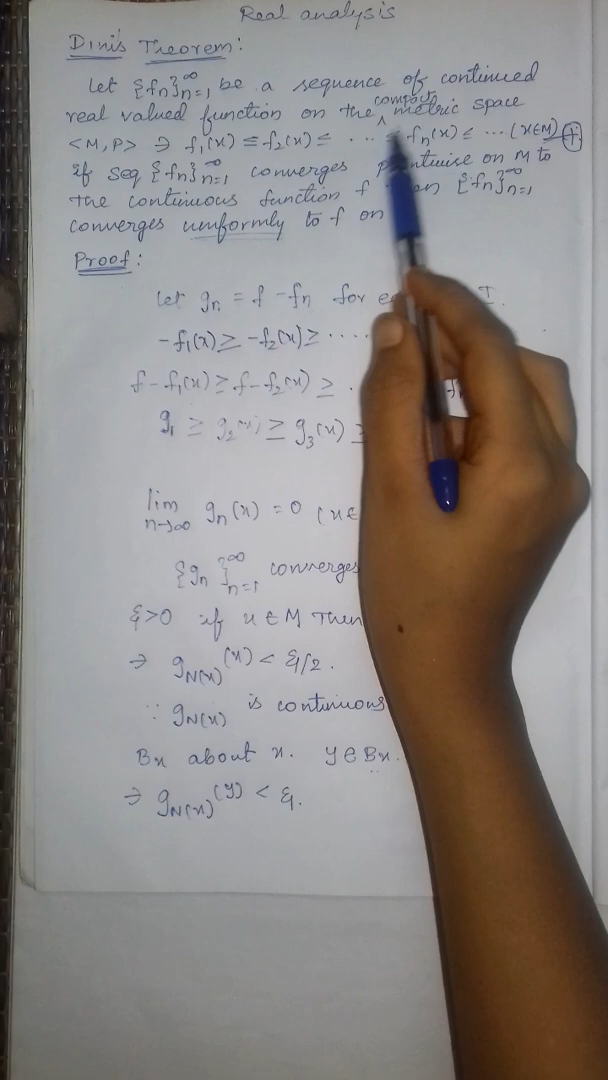 Real analysis
Dini's Theorem:
Let {fn}∞n=1 be a sequence of continued
real valued function on the compact metric space
<M, P> ∋ f1(x) ≤ f2(x) ≤ ... ≤ fn(x) ≤ ... (x∈M) +
if seq {fn}∞n=1 converges pointwise on M to
the continuous function f {fn}∞n=1
converges uniformly to f on
Proof:
Let gn = f - fn for I.
-f1(x) ≥ -f2(x) ≥ ....
f-f1(x) ≥ f-f2(x) ≥ .
g1 ≥ g2(x) ≥ g3(x) ≥
lim n→∞ gn(x) = 0 (x∈
{gn}∞n=1 converges
ξ>0 if x∈M Then
∋ gN(x)(x) < ξ/2.
∵ gN(x) is continuous
Bx about x. y∈Bx.
∋ gN(x)(y) < ξ.